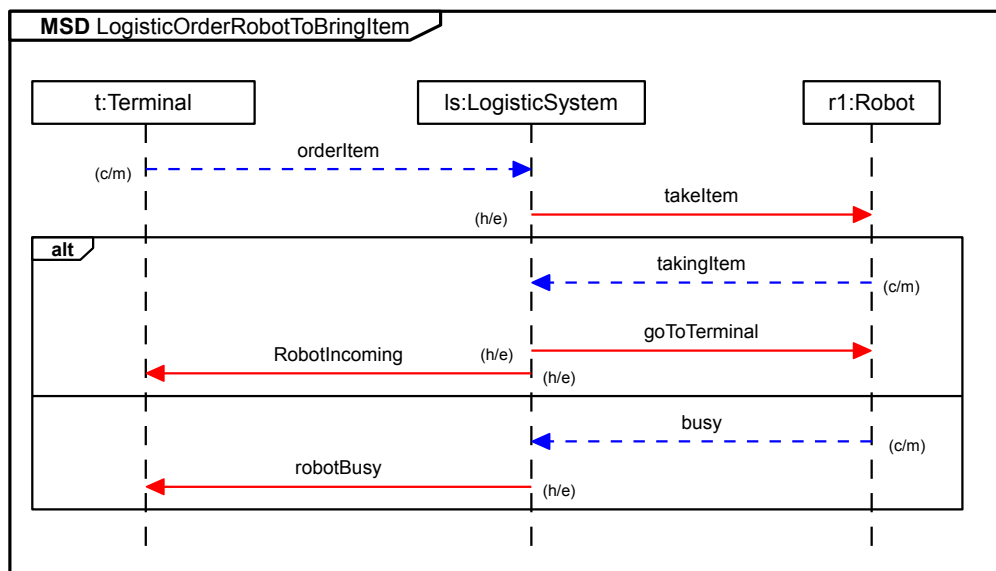 MSD LogisticOrderRobotToBringItem
t:Terminal
ls:LogisticSystem
r1:Robot
orderItem
(c/m)
takeItem
(h/e)
alt
takingItem
(c/m)
goToTerminal
RobotIncoming
(h/e)
(h/e)
busy
(c/m)
robotBusy
(h/e)